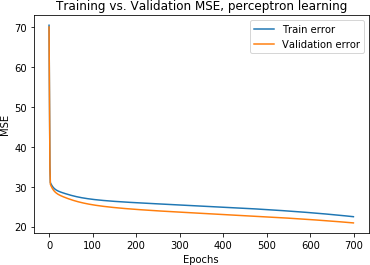 Training vs. Validation MSE, perceptron learning
Train error
Validation error
MSE
70
60
50
40
30
20
0 100 200 300 400 500 600 700
Epochs